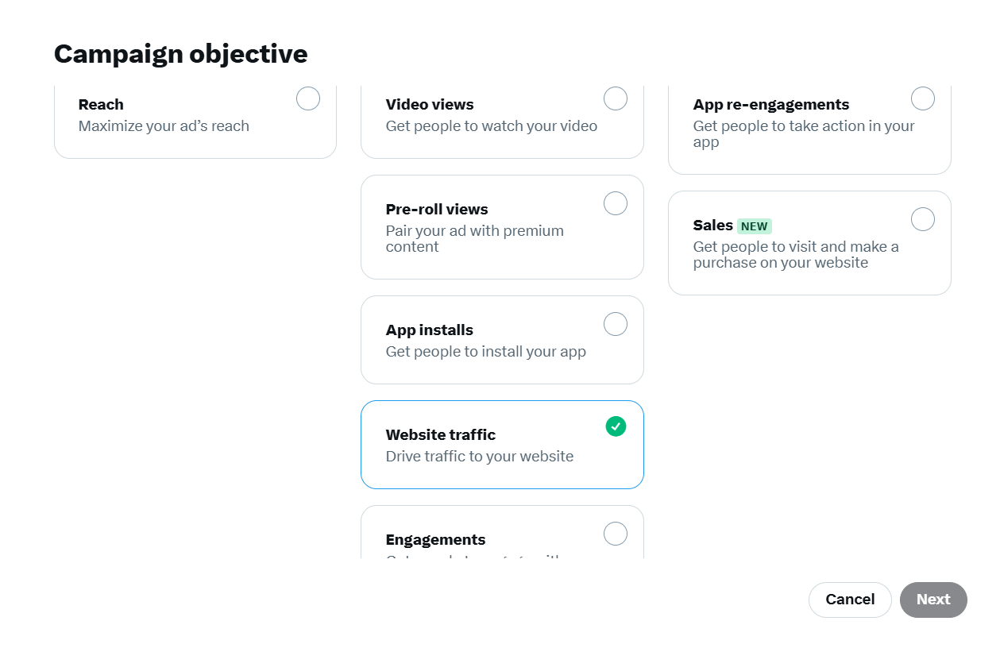 Campaign objective
Reach
Maximize your ad’s reach
Video views
Get people to watch your video
Pre-roll views
Pair your ad with premium
content
App installs
Get people to install your app
Website traffic
Drive traffic to your website
Engagements
App re-engagements
Get people to take action in your
app
Sales NEW
Get people to visit and make a
purchase on your website
Cancel
Next